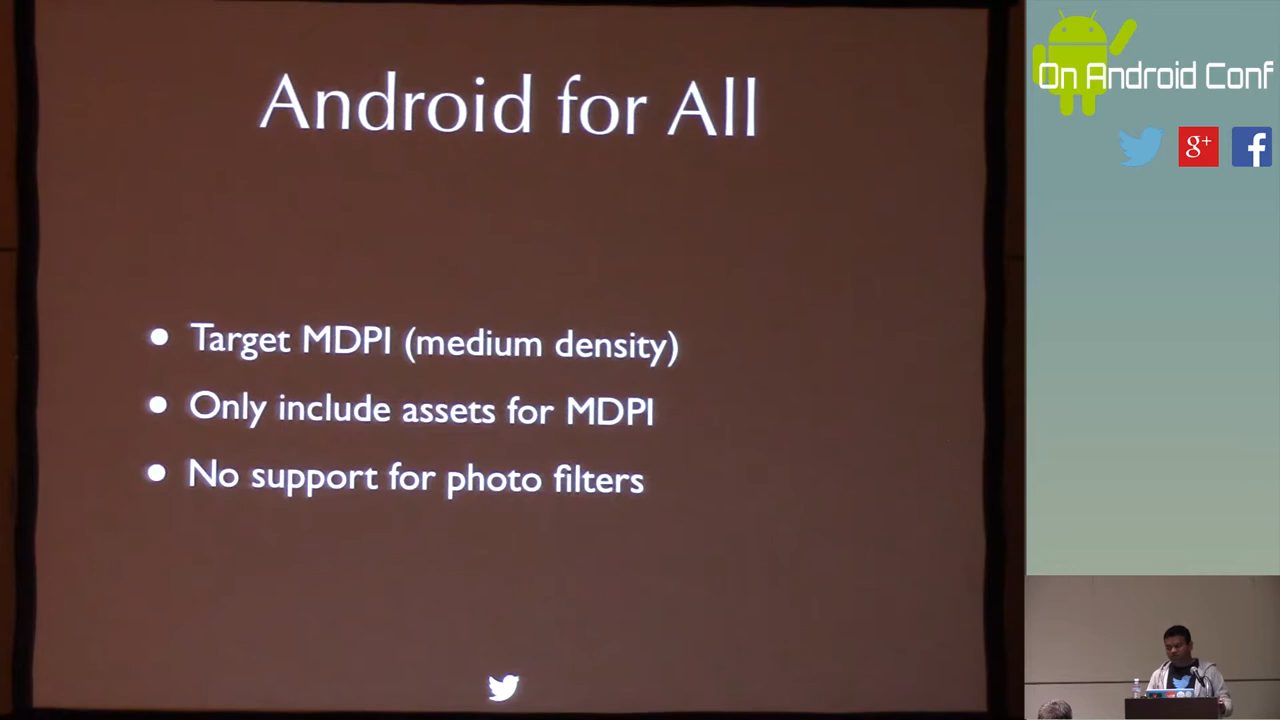 Android for All
● Target MDPI (medium density)
● Only include assets for MDPI
● No support for photo filters
On Android Conf
g+
f